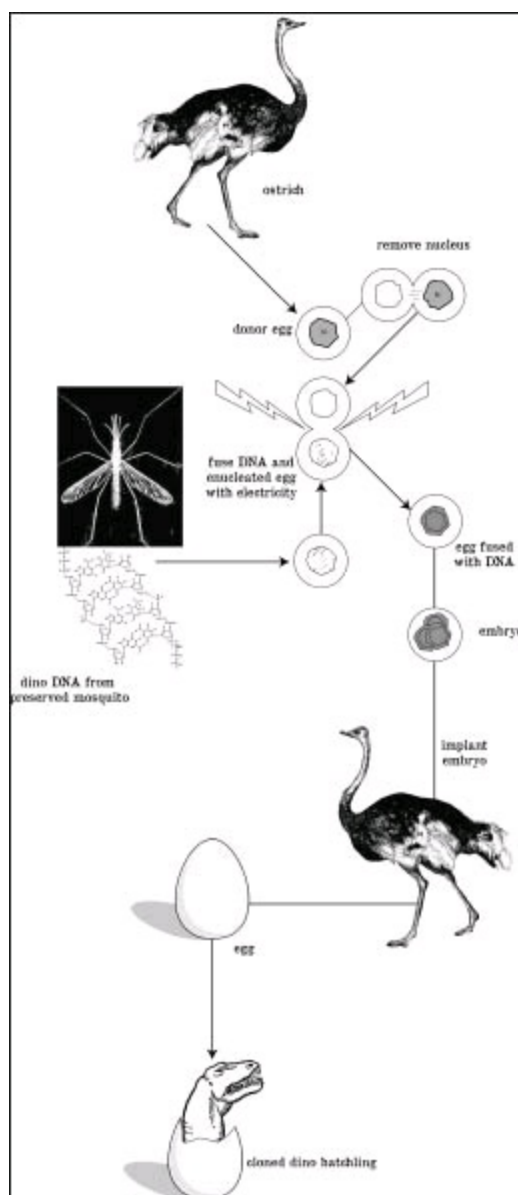 ostrich
remove nucleus
donor egg
fuse DNA and
enucleated egg
with electricity
egg fused
with DNA
embryo
dino DNA from
preserved mosquito
implant
embryo
egg
cloned dino hatchling